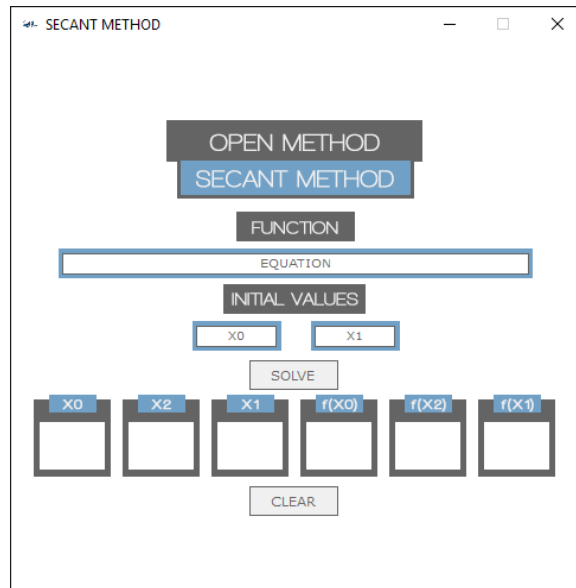 SECANT METHOD
OPEN METHOD
SECANT METHOD
FUNCTION
EQUATION
INITIAL VALUES
X0 X1
SOLVE
X0 X2 X1 f(X0) f(X2) f(X1)
CLEAR